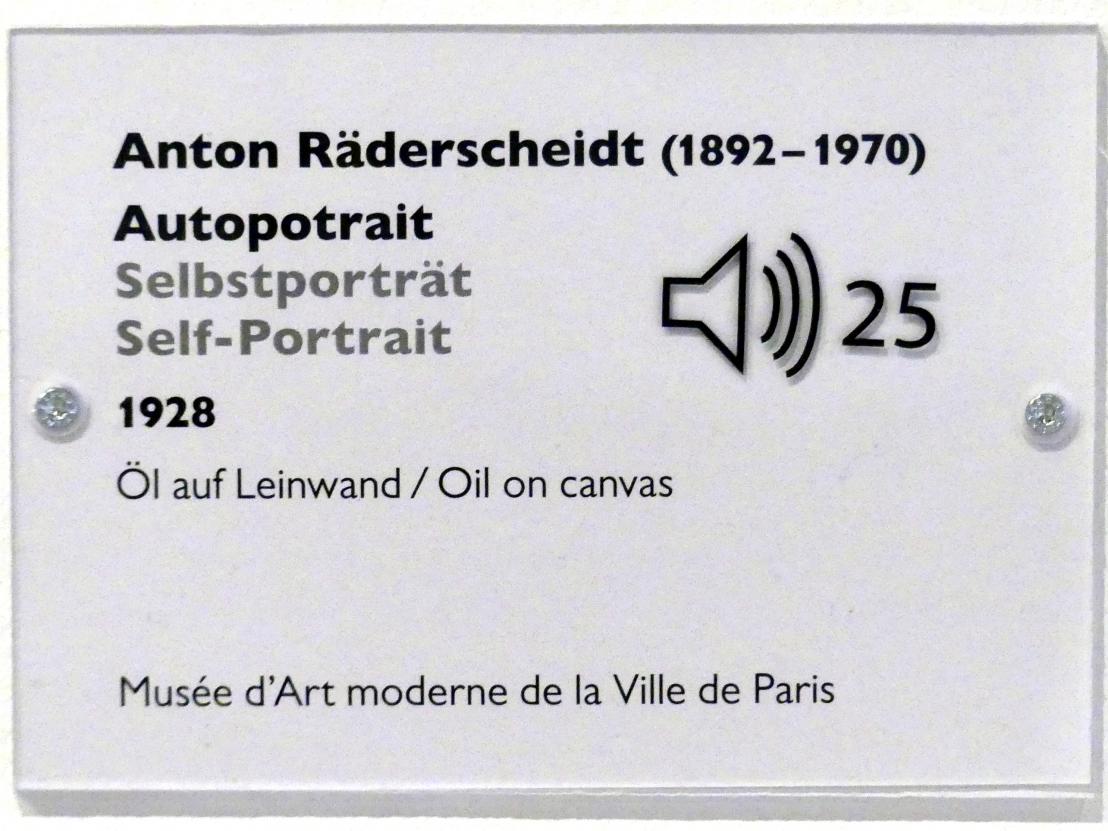 Anton Räderscheidt (1892–1970)
Autopotrait
Selbstporträt
Self-Portrait
25
1928
Öl auf Leinwand / Oil on canvas
Musée d’Art moderne de la Ville de Paris